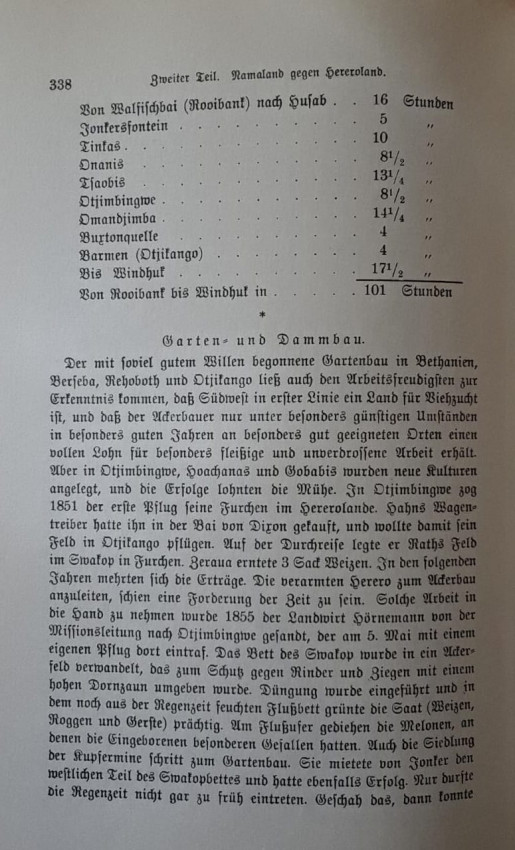 338 Zweiter Teil. Namaland gegen Hereroland.
Von Walfischbai (Rooibank) nach Husab . . 16 Stunden
Jonkersfontein . . . . . . . . . . 5 „
Tinkas . . . . . . . . . . . . 10 „
Onanis . . . . . . . . . . . . 8 1/2 „
Tsaobis . . . . . . . . . . . . 13 1/4 „
Otjimbingwe . . . . . . . . . . . 8 1/2 „
Omandjimba . . . . . . . . . . . 14 1/4 „
Buxtonquelle . . . . . . . . . . 4 „
Barmen (Otjikango) . . . . . . . . 4 „
Bis Windhuk . . . . . . . . . . 17 1/2 „
Von Rooibank bis Windhuk in . . . . . 101 Stunden
*
Garten- und Dammbau.
Der mit soviel gutem Willen begonnene Gartenbau in Bethanien,
Berseba, Rehoboth und Otjikango ließ auch den Arbeitsfreudigsten zur
Erkenntnis kommen, daß Südwest in erster Linie ein Land für Viehzucht
ist, und daß der Ackerbauer nur unter besonders günstigen Umständen
in besonders guten Jahren an besonders gut geeigneten Orten einen
vollen Lohn für besonders fleißige und unverdrossene Arbeit erhält.
Aber in Otjimbingwe, Hoachanas und Gobabis wurden neue Kulturen
angelegt, und die Erfolge lohnten die Mühe. In Otjimbingwe zog
1851 der erste Pflug seine Furchen im Hererolande. Hahns Wagen-
treiber hatte ihn in der Bai von Dixon gekauft, und wollte damit sein
Feld in Otjikango pflügen. Auf der Durchreise legte er Raths Feld
im Swakop in Furchen. Zeraua erntete 3 Sack Weizen. In den folgenden
Jahren mehrten sich die Erträge. Die verarmten Herero zum Ackerbau
anzuleiten, schien eine Forderung der Zeit zu sein. Solche Arbeit in
die Hand zu nehmen wurde 1855 der Landwirt Hörnemann von der
Missionsleitung nach Otjimbingwe gesandt, der am 5. Mai mit einem
eigenen Pflug dort eintraf. Das Bett des Swakop wurde in ein Acker-
feld verwandelt, das zum Schutz gegen Rinder und Ziegen mit einem
hohen Dornzaun umgeben wurde. Düngung wurde eingeführt und in
dem noch aus der Regenzeit feuchten Flußbett grünte die Saat (Weizen,
Roggen und Gerste) prächtig. Am Flußufer gediehen die Melonen, an
denen die Eingeborenen besonderen Gefallen hatten. Auch die Siedlung
der Kupfermine schritt zum Gartenbau. Sie mietete von Jonker den
westlichen Teil des Swakopbettes und hatte ebenfalls Erfolg. Nur durfte
die Regenzeit nicht gar zu früh eintreten. Geschah das, dann konnte